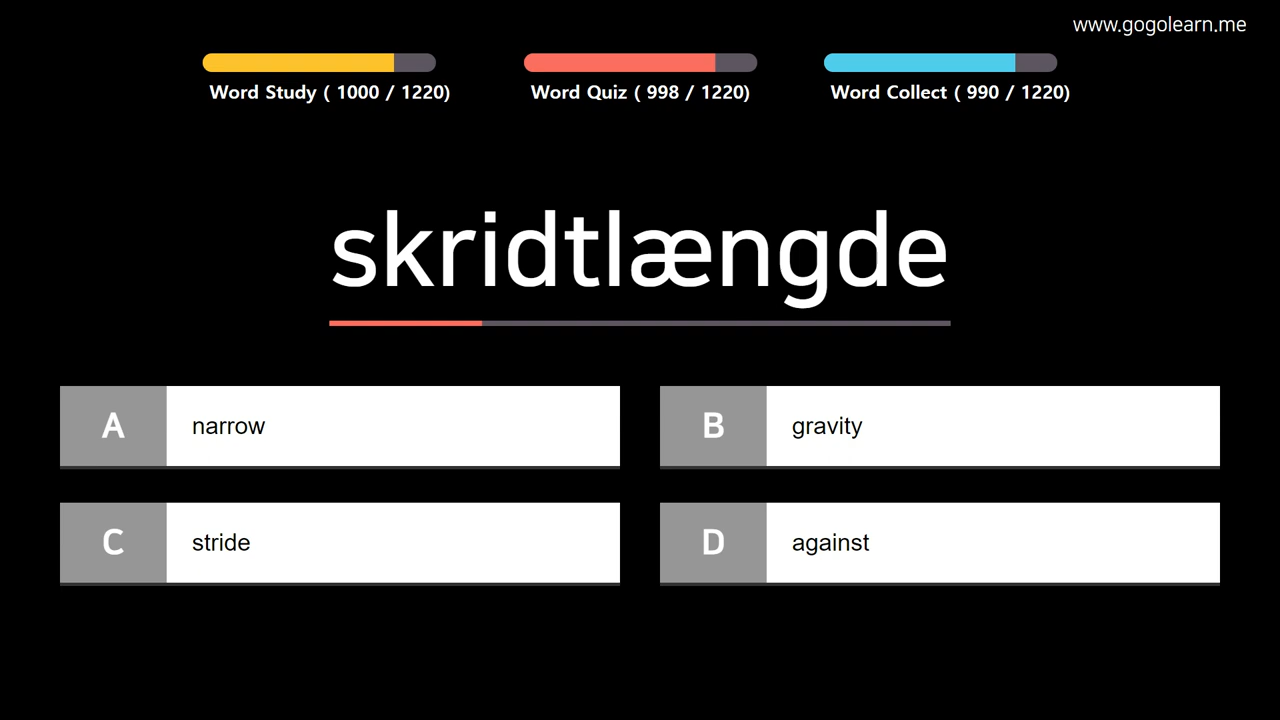 www.gogolearn.me
Word Study ( 1000 / 1220)
Word Quiz ( 998 / 1220)
Word Collect ( 990 / 1220)
skridtlængde
A narrow
B gravity
C stride
D against